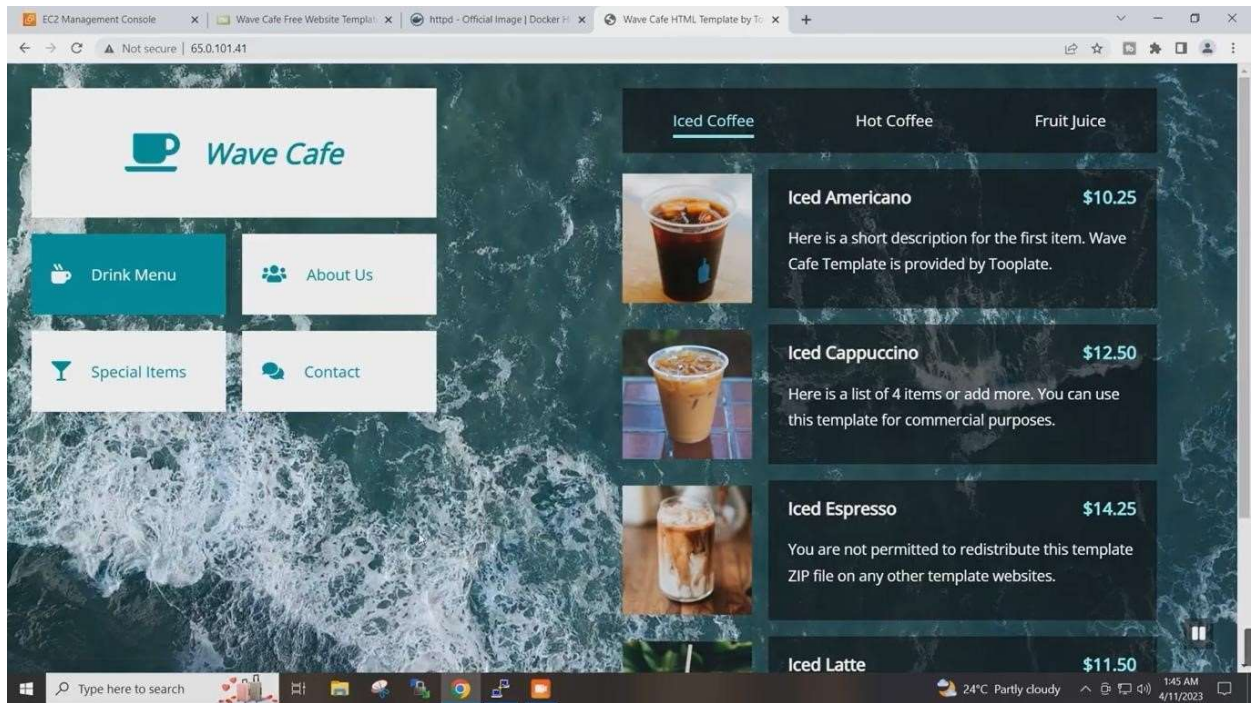 EC2 Management Console
Wave Cafe Free Website Templat
httpd - Official Image | Docker H
Wave Cafe HTML Template by To
Not secure | 65.0.101.41
Wave Cafe
Drink Menu
About Us
Special Items
Contact
Iced Coffee
Hot Coffee
Fruit Juice
Iced Americano $10.25
Here is a short description for the first item. Wave
Cafe Template is provided by Tooplate.
Iced Cappuccino $12.50
Here is a list of 4 items or add more. You can use
this template for commercial purposes.
Iced Espresso $14.25
You are not permitted to redistribute this template
ZIP file on any other template websites.
Iced Latte $11.50
Type here to search
24°C Partly cloudy
1:45 AM
4/11/2023